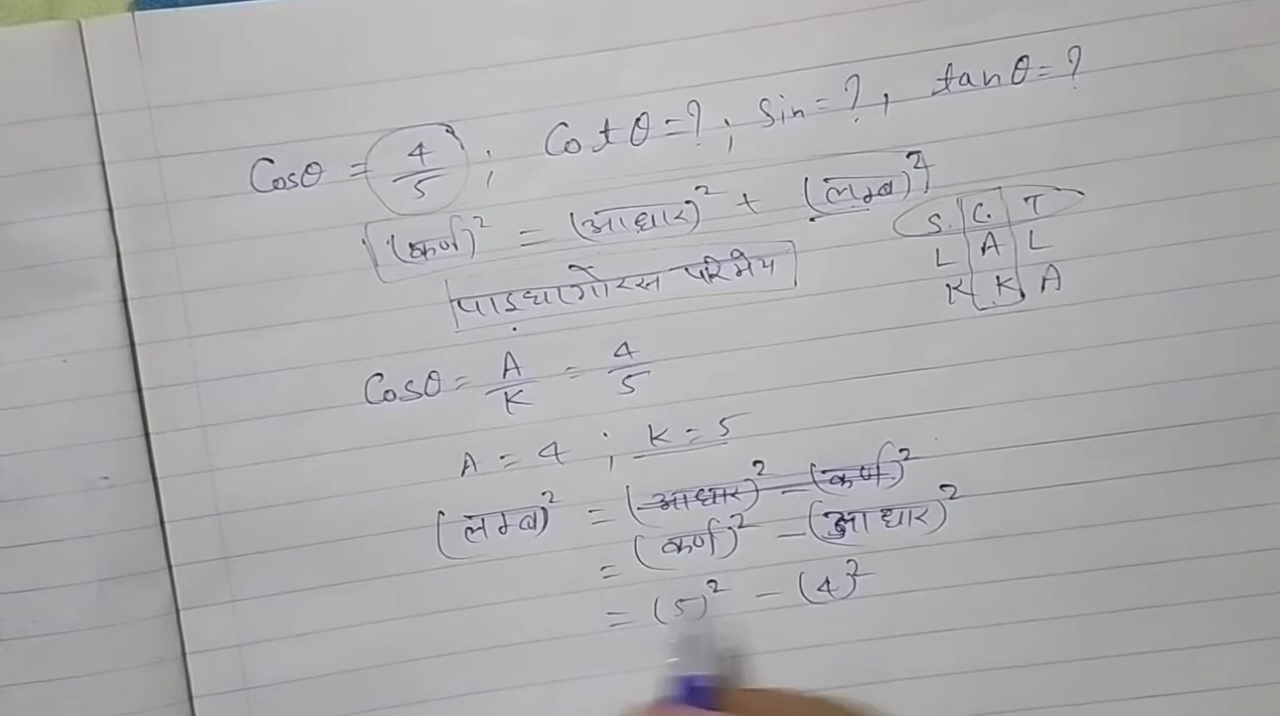 Cosθ = 4/5 ; Cotθ = ? ; Sin = ? , tanθ = ?
(कर्ण)² = (आधार)² + (लम्ब)²
पाइथागोरस परिमेय
S. | C. | T
L | A | L
K | K | A
Cosθ = A/K = 4/5
A = 4 ; K = 5
(लम्ब)² = (आधार)² - (कर्ण)²
= (कर्ण)² - (आधार)²
= (5)² - (4)²